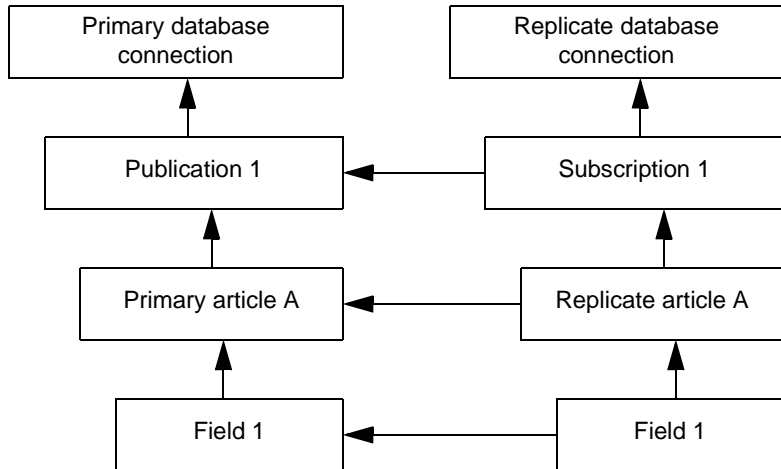 Primary database
connection
Replicate database
connection
Publication 1
Subscription 1
Primary article A
Replicate article A
Field 1
Field 1